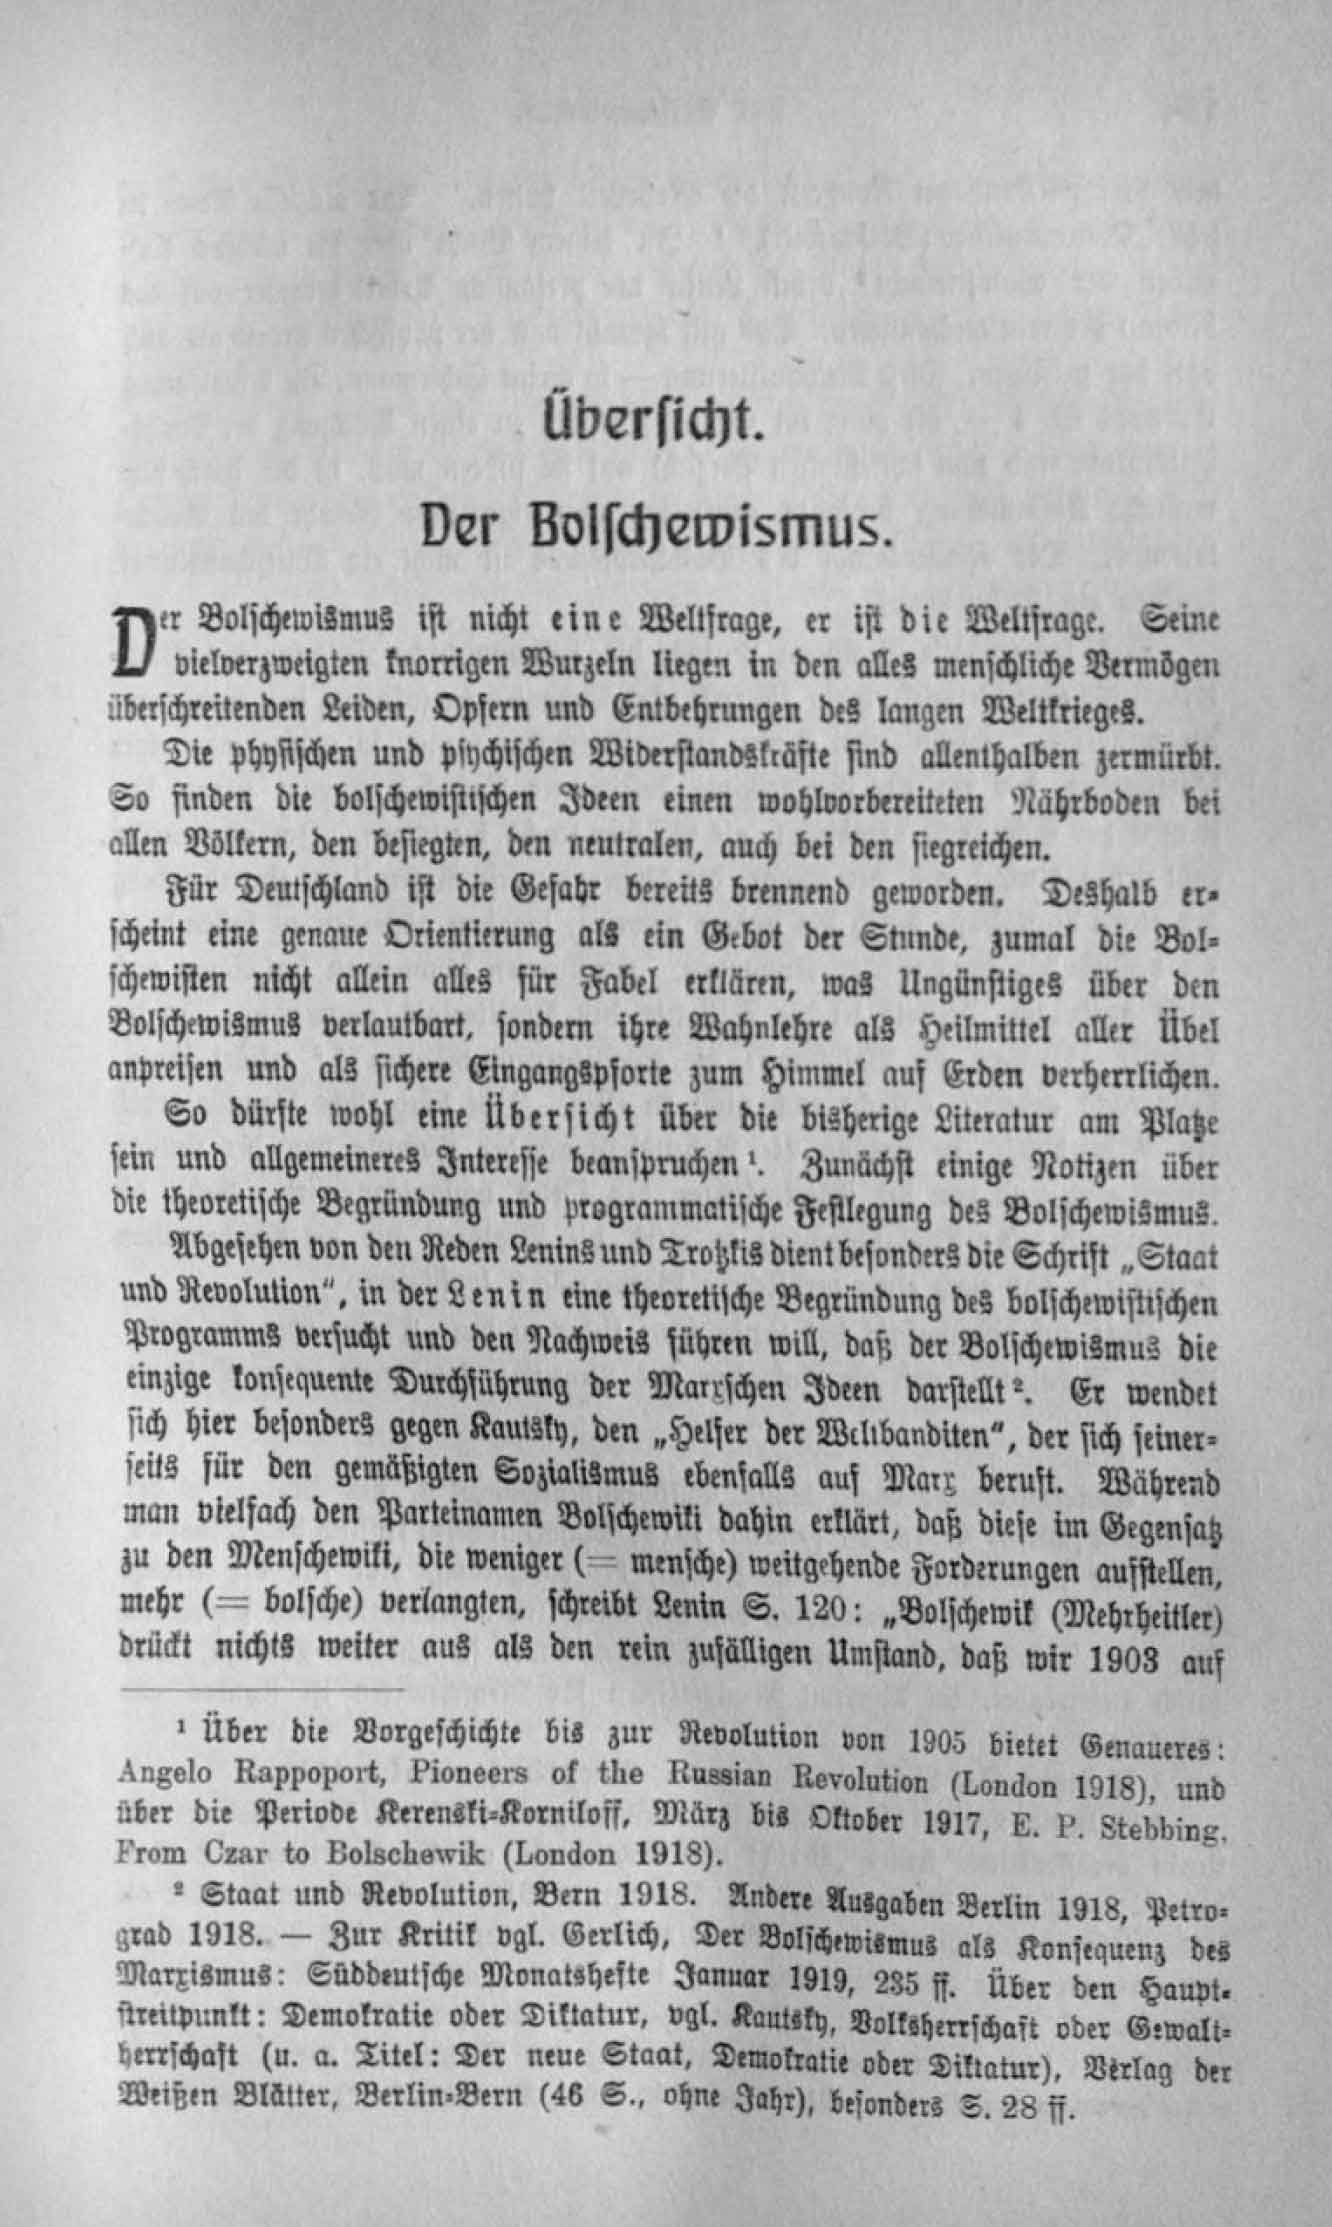 Übersicht.
Der Bolschewismus.
Der Bolschewismus ist nicht eine Weltfrage, er ist die Weltfrage. Seine
vielverzweigten knorrigen Wurzeln liegen in den alles menschliche Vermögen
überschreitenden Leiden, Opfern und Entbehrungen des langen Weltkrieges.
Die physischen und psychischen Widerstandskräfte sind allenthalben zermürbt.
So finden die bolschewistischen Ideen einen wohlvorbereiteten Nährboden bei
allen Völkern, den besiegten, den neutralen, auch bei den siegreichen.
Für Deutschland ist die Gefahr bereits brennend geworden. Deshalb er-
scheint eine genaue Orientierung als ein Gebot der Stunde, zumal die Bol-
schewisten nicht allein alles für Fabel erklären, was Ungünstiges über den
Bolschewismus verlautbart, sondern ihre Wahnlehre als Heilmittel aller Übel
anpreisen und als sichere Eingangspforte zum Himmel auf Erden verherrlichen.
So dürfte wohl eine Übersicht über die bisherige Literatur am Platze
sein und allgemeineres Interesse beanspruchen¹. Zunächst einige Notizen über
die theoretische Begründung und programmatische Festlegung des Bolschewismus.
Abgesehen von den Reden Lenins und Trotzkis dient besonders die Schrift „Staat
und Revolution“, in der Lenin eine theoretische Begründung des bolschewistischen
Programms versucht und den Nachweis führen will, daß der Bolschewismus die
einzige konsequente Durchführung der Marxschen Ideen darstellt². Er wendet
sich hier besonders gegen Kautsky, den „Helfer der Weltbanditen“, der sich seiner-
seits für den gemäßigten Sozialismus ebenfalls auf Marx beruft. Während
man vielfach den Parteinamen Bolschewiki dahin erklärt, daß diese im Gegensatz
zu den Menschewiki, die weniger (= mensche) weitgehende Forderungen aufstellen,
mehr (= bolsche) verlangten, schreibt Lenin S. 120: „Bolschewik (Mehrheitler)
drückt nichts weiter aus als den rein zufälligen Umstand, daß wir 1903 auf
¹ Über die Vorgeschichte bis zur Revolution von 1905 bietet Genaueres:
Angelo Rappoport, Pioneers of the Russian Revolution (London 1918), und
über die Periode Kerenski-Korniloff, März bis Oktober 1917, E. P. Stebbing,
From Czar to Bolschewik (London 1918).
² Staat und Revolution, Bern 1918. Andere Ausgaben Berlin 1918, Petro-
grad 1918. — Zur Kritik vgl. Gerlich, Der Bolschewismus als Konsequenz des
Marxismus: Süddeutsche Monatshefte Januar 1919, 235 ff. Über den Haupt-
streitpunkt: Demokratie oder Diktatur, vgl. Kautsky, Volksherrschaft oder Gewalt-
herrschaft (u. a. Titel: Der neue Staat, Demokratie oder Diktatur), Verlag der
Weißen Blätter, Berlin-Bern (46 S., ohne Jahr), besonders S. 28 ff.